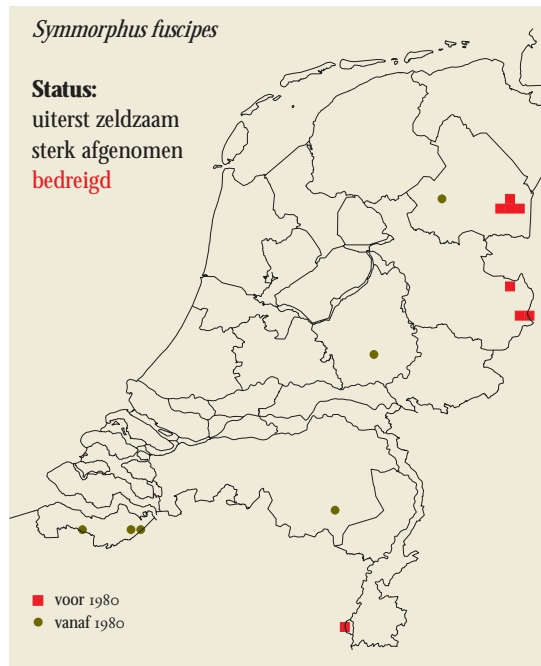 Symmorphus fuscipes
Status:
uiterst zeldzaam
sterk afgenomen
bedreigd
voor 1980
vanaf 1980